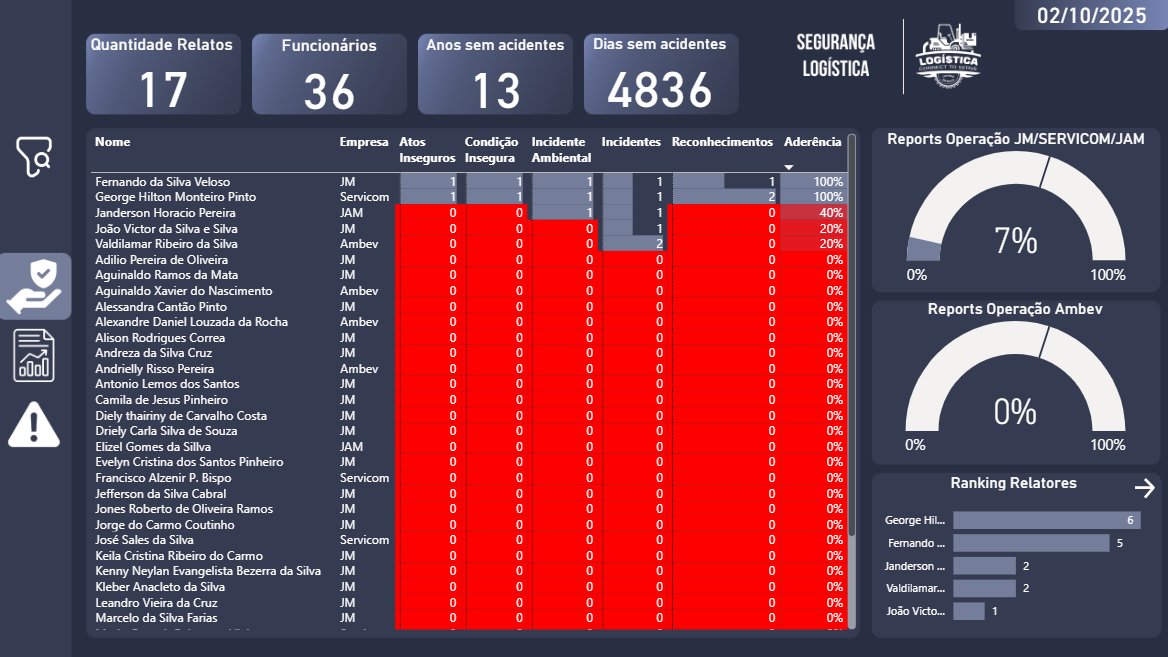 02/10/2025
Quantidade Relatos
17
Funcionários
36
Anos sem acidentes
13
Dias sem acidentes
4836
SEGURANÇA
LOGÍSTICA
LOGÍSTICA
Nome Empresa Atos Inseguros Condição Insegura Incidente Ambiental Incidentes Reconhecimentos Aderência
Fernando da Silva Veloso JM 1 1 1 1 1 100%
George Hilton Monteiro Pinto Servicom 1 1 1 1 2 100%
Janderson Horacio Pereira JAM 0 0 1 1 0 40%
João Victor da Silva e Silva JM 0 0 0 1 0 20%
Valdilamar Ribeiro da Silva Ambev 0 0 0 2 0 20%
Adilio Pereira de Oliveira JM 0 0 0 0 0 0%
Aguinaldo Ramos da Mata JM 0 0 0 0 0 0%
Aguinaldo Xavier do Nascimento Ambev 0 0 0 0 0 0%
Alessandra Cantão Pinto JM 0 0 0 0 0 0%
Alexandre Daniel Louzada da Rocha Ambev 0 0 0 0 0 0%
Alison Rodrigues Correa JM 0 0 0 0 0 0%
Andreza da Silva Cruz JM 0 0 0 0 0 0%
Andrielly Risso Pereira Ambev 0 0 0 0 0 0%
Antonio Lemos dos Santos JM 0 0 0 0 0 0%
Camila de Jesus Pinheiro JM 0 0 0 0 0 0%
Diely thairiny de Carvalho Costa JM 0 0 0 0 0 0%
Driely Carla Silva de Souza JM 0 0 0 0 0 0%
Elizel Gomes da Sillva JAM 0 0 0 0 0 0%
Evelyn Cristina dos Santos Pinheiro JM 0 0 0 0 0 0%
Francisco Alzenir P. Bispo Servicom 0 0 0 0 0 0%
Jefferson da Silva Cabral JM 0 0 0 0 0 0%
Jones Roberto de Oliveira Ramos JM 0 0 0 0 0 0%
Jorge do Carmo Coutinho JM 0 0 0 0 0 0%
José Sales da Silva Servicom 0 0 0 0 0 0%
Keila Cristina Ribeiro do Carmo JM 0 0 0 0 0 0%
Kenny Neylan Evangelista Bezerra da Silva JM 0 0 0 0 0 0%
Kleber Anacleto da Silva JM 0 0 0 0 0 0%
Leandro Vieira da Cruz JM 0 0 0 0 0 0%
Marcelo da Silva Farias JM 0 0 0 0 0 0%
Reports Operação JM/SERVICOM/JAM
7%
0% 100%
Reports Operação Ambev
0%
0% 100%
Ranking Relatores
George Hil... 6
Fernando ... 5
Janderson ... 2
Valdilamar... 2
João Victo... 1